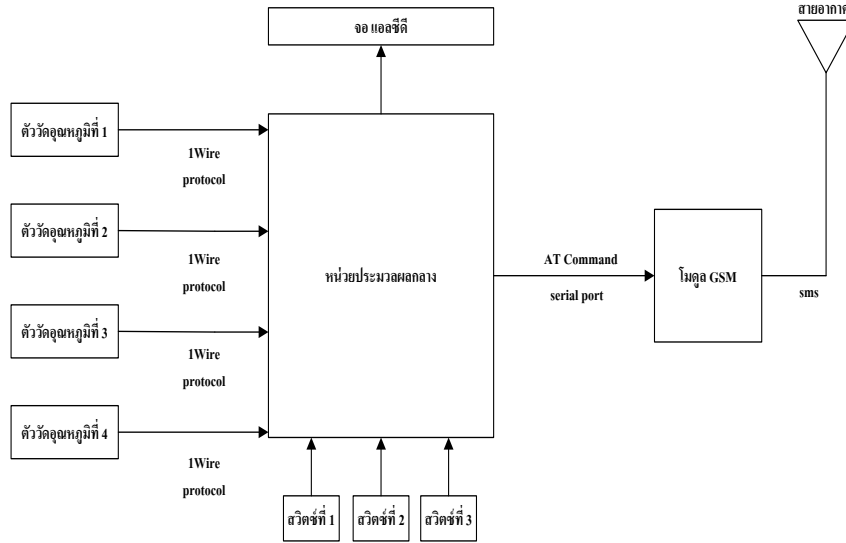 สายอากาศ
จอ แอลซีดี
ตัววัดอุณหภูมิที่ 1
1Wire
protocol
ตัววัดอุณหภูมิที่ 2
1Wire
protocol
หน่วยประมวลผลกลาง
AT Command
serial port
โมดูล GSM
sms
ตัววัดอุณหภูมิที่ 3
1Wire
protocol
ตัววัดอุณหภูมิที่ 4
1Wire
protocol
สวิตช์ที่ 1
สวิตช์ที่ 2
สวิตช์ที่ 3